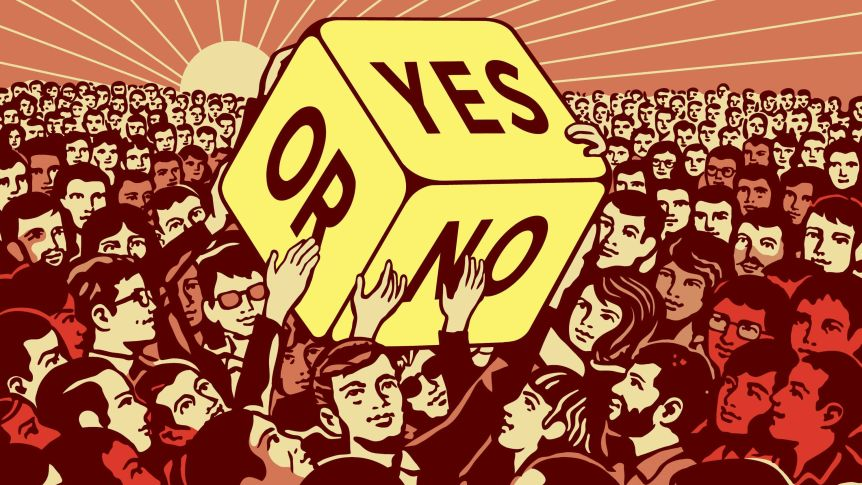 YES
OR
NO